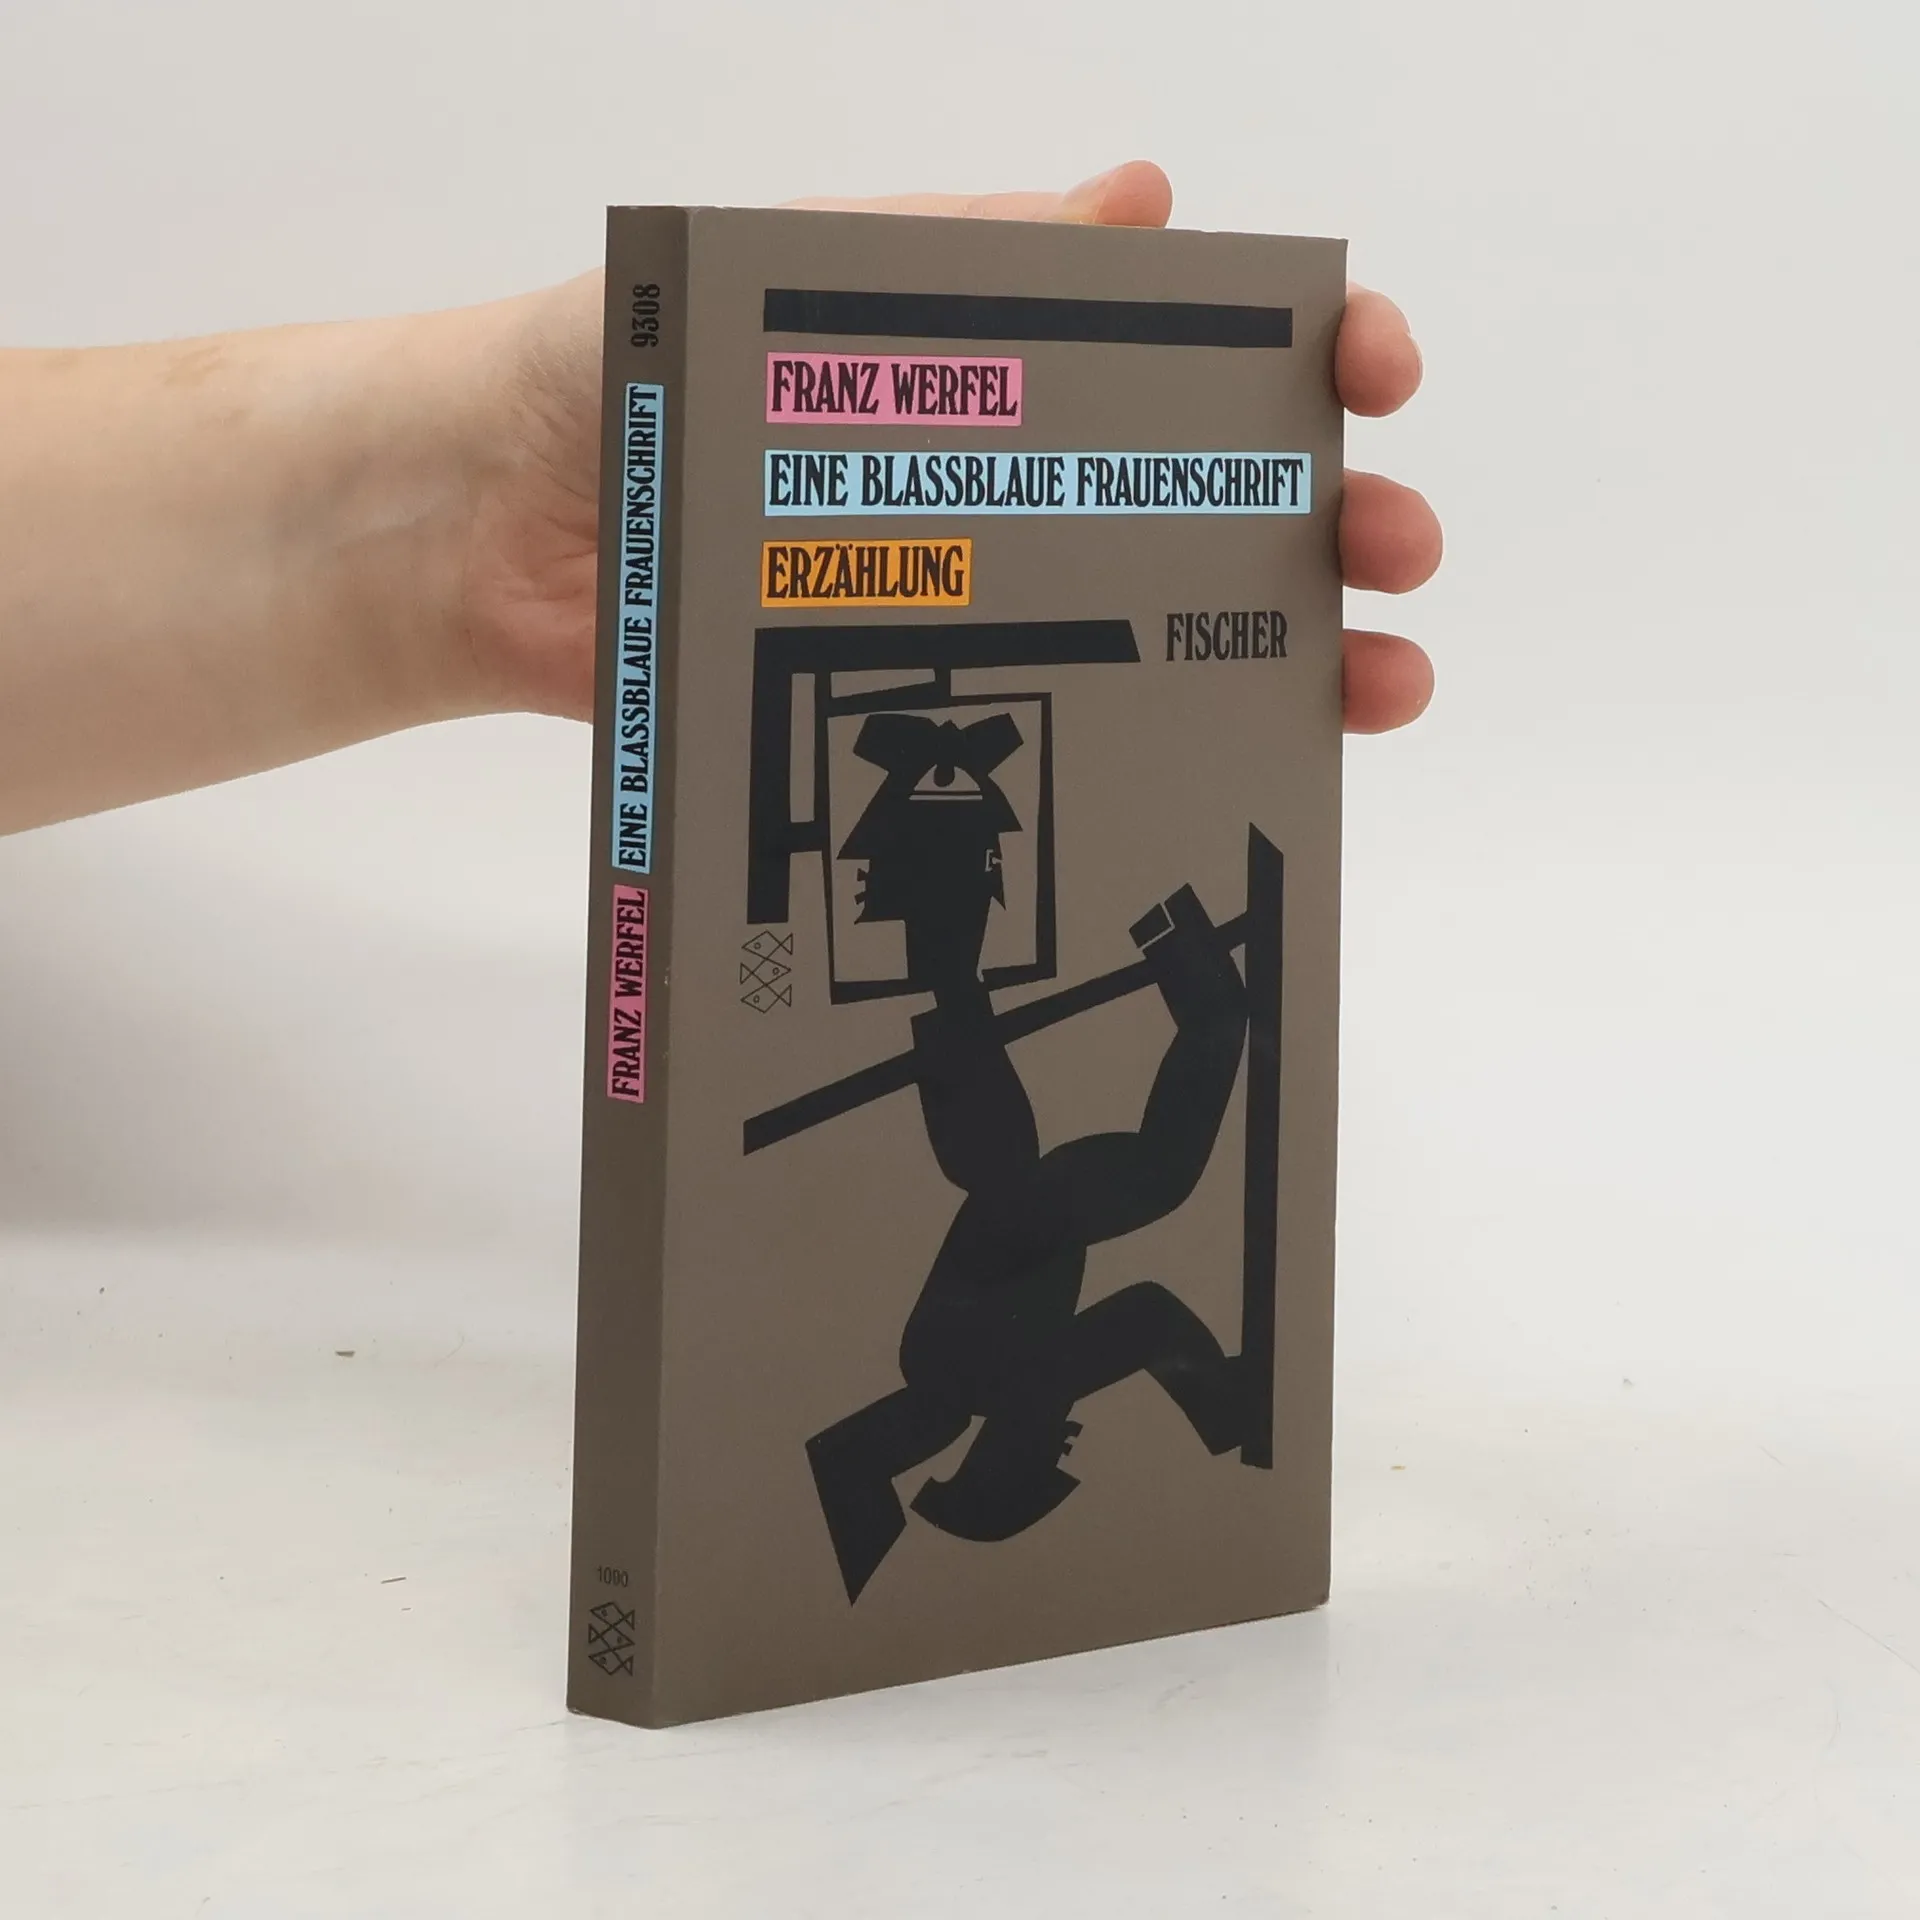 FRANZ WERFEL
EINE BLASSBLAUE FRAUENSCHRIFT
ERZÄHLUNG
FISCHER
FRANZ WERFEL EINE BLASSBLAUE FRAUENSCHRIFT 9308
1090